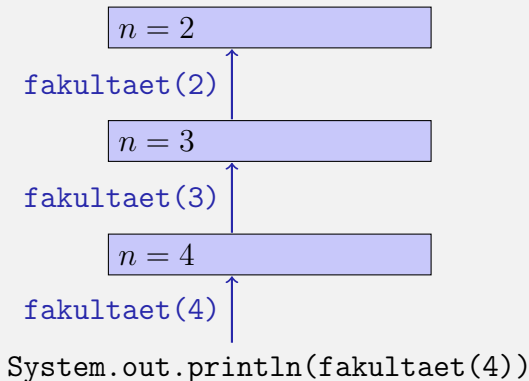 n = 2
fakultaet(2)
n = 3
fakultaet(3)
n = 4
fakultaet(4)
System.out.println(fakultaet(4))